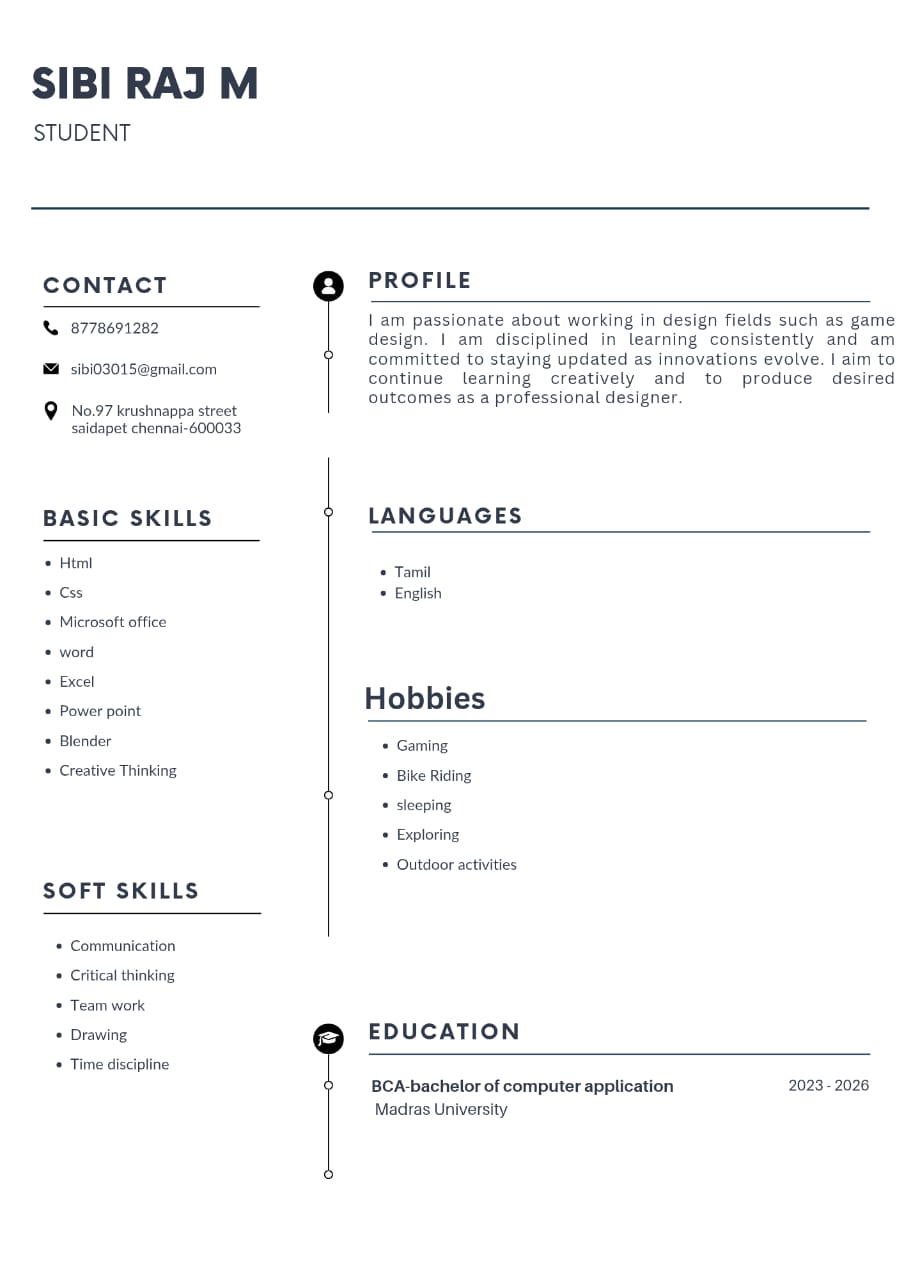 SIBI RAJ M
STUDENT
CONTACT
8778691282
sibi03015@gmail.com
No.97 krushnappa street
saidapet chennai-600033
BASIC SKILLS
Html
Css
Microsoft office
word
Excel
Power point
Blender
Creative Thinking
SOFT SKILLS
Communication
Critical thinking
Team work
Drawing
Time discipline
PROFILE
I am passionate about working in design fields such as game
design. I am disciplined in learning consistently and am
committed to staying updated as innovations evolve. I aim to
continue learning creatively and to produce desired
outcomes as a professional designer.
LANGUAGES
Tamil
English
Hobbies
Gaming
Bike Riding
sleeping
Exploring
Outdoor activities
EDUCATION
BCA-bachelor of computer application 2023 - 2026
Madras University